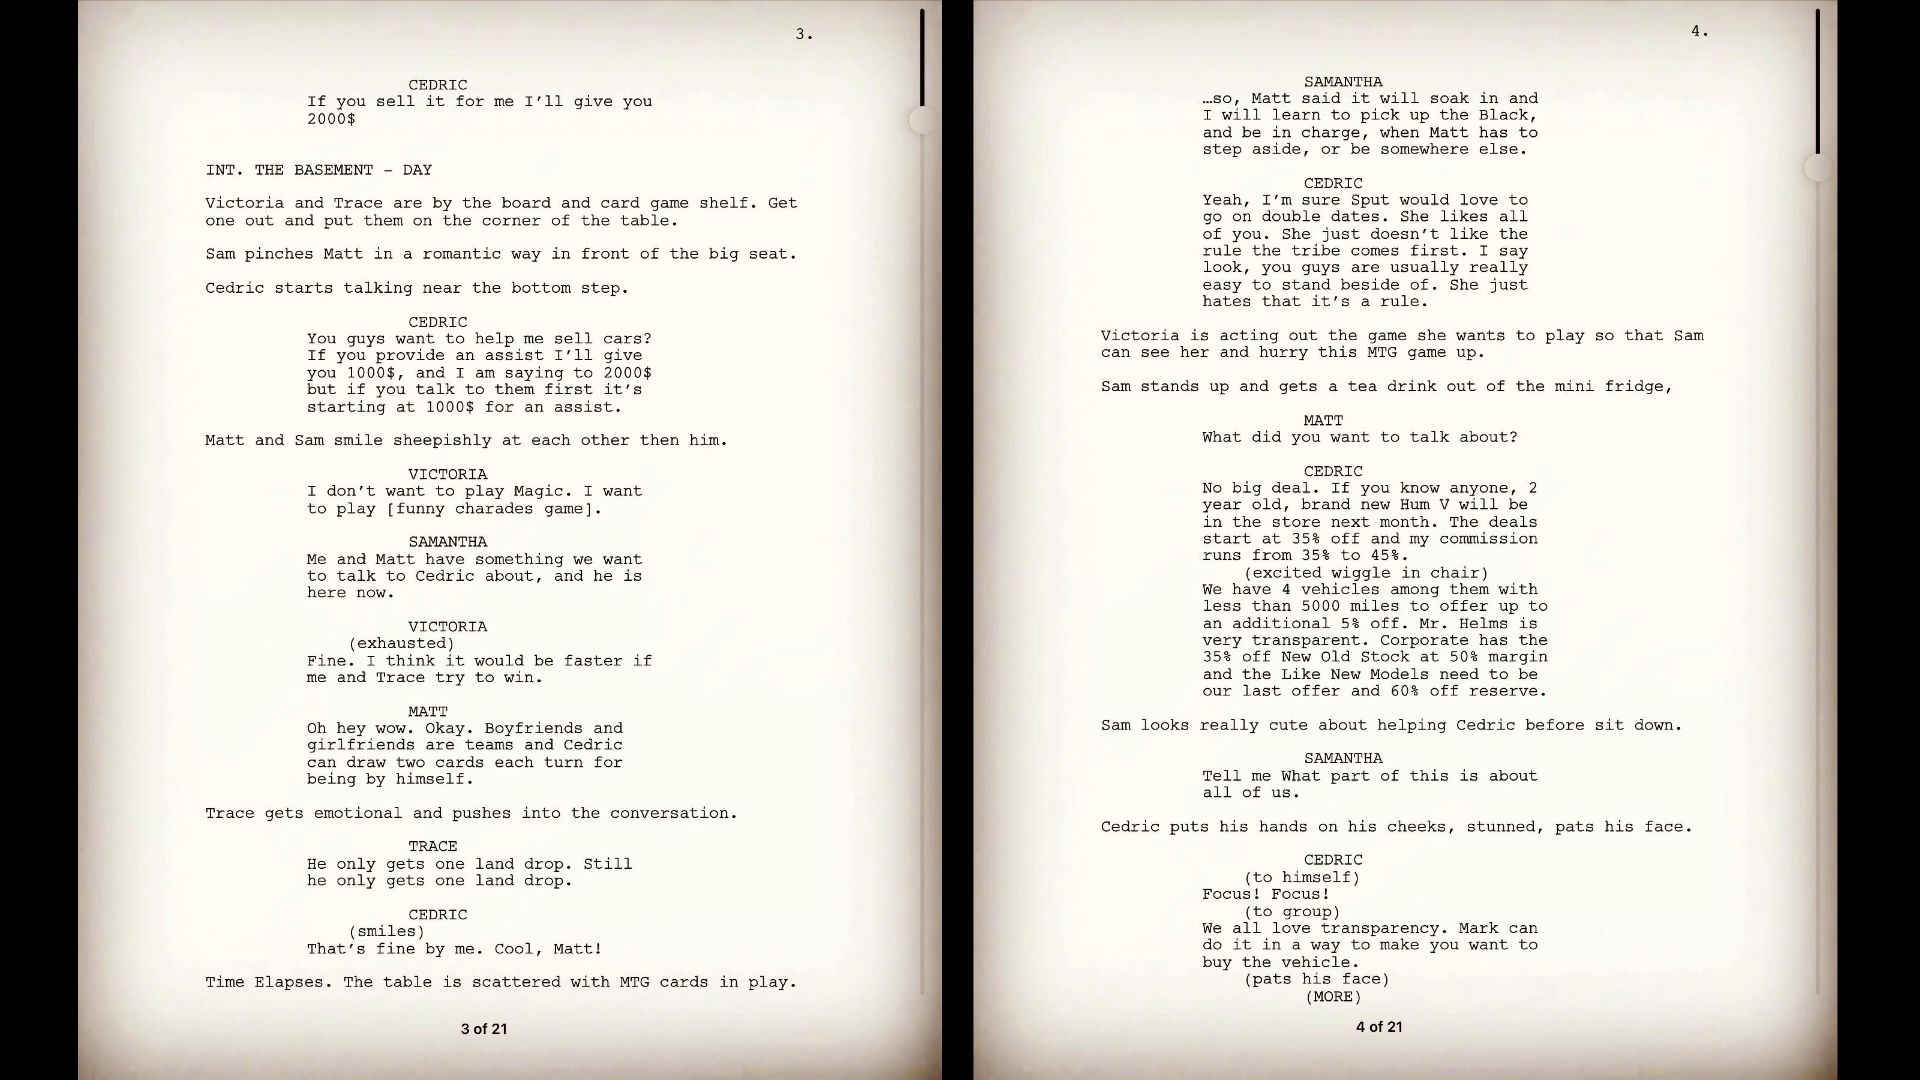 3.
CEDRIC
If you sell it for me I’ll give you
2000$
INT. THE BASEMENT – DAY
Victoria and Trace are by the board and card game shelf. Get
one out and put them on the corner of the table.
Sam pinches Matt in a romantic way in front of the big seat.
Cedric starts talking near the bottom step.
CEDRIC
You guys want to help me sell cars?
If you provide an assist I’ll give
you 1000$, and I am saying to 2000$
but if you talk to them first it’s
starting at 1000$ for an assist.
Matt and Sam smile sheepishly at each other then him.
VICTORIA
I don’t want to play Magic. I want
to play [funny charades game].
SAMANTHA
Me and Matt have something we want
to talk to Cedric about, and he is
here now.
VICTORIA
(exhausted)
Fine. I think it would be faster if
me and Trace try to win.
MATT
Oh hey wow. Okay. Boyfriends and
girlfriends are teams and Cedric
can draw two cards each turn for
being by himself.
Trace gets emotional and pushes into the conversation.
TRACE
He only gets one land drop. Still
he only gets one land drop.
CEDRIC
(smiles)
That’s fine by me. Cool, Matt!
Time Elapses. The table is scattered with MTG cards in play.
3 of 21
4.
SAMANTHA
…so, Matt said it will soak in and
I will learn to pick up the Black,
and be in charge, when Matt has to
step aside, or be somewhere else.
CEDRIC
Yeah, I’m sure Sput would love to
go on double dates. She likes all
of you. She just doesn’t like the
rule the tribe comes first. I say
look, you guys are usually really
easy to stand beside of. She just
hates that it’s a rule.
Victoria is acting out the game she wants to play so that Sam
can see her and hurry this MTG game up.
Sam stands up and gets a tea drink out of the mini fridge,
MATT
What did you want to talk about?
CEDRIC
No big deal. If you know anyone, 2
year old, brand new Hum V will be
in the store next month. The deals
start at 35% off and my commission
runs from 35% to 45%.
(excited wiggle in chair)
We have 4 vehicles among them with
less than 5000 miles to offer up to
an additional 5% off. Mr. Helms is
very transparent. Corporate has the
35% off New Old Stock at 50% margin
and the Like New Models need to be
our last offer and 60% off reserve.
Sam looks really cute about helping Cedric before sit down.
SAMANTHA
Tell me What part of this is about
all of us.
Cedric puts his hands on his cheeks, stunned, pats his face.
CEDRIC
(to himself)
Focus! Focus!
(to group)
We all love transparency. Mark can
do it in a way to make you want to
buy the vehicle.
(pats his face)
(MORE)
4 of 21